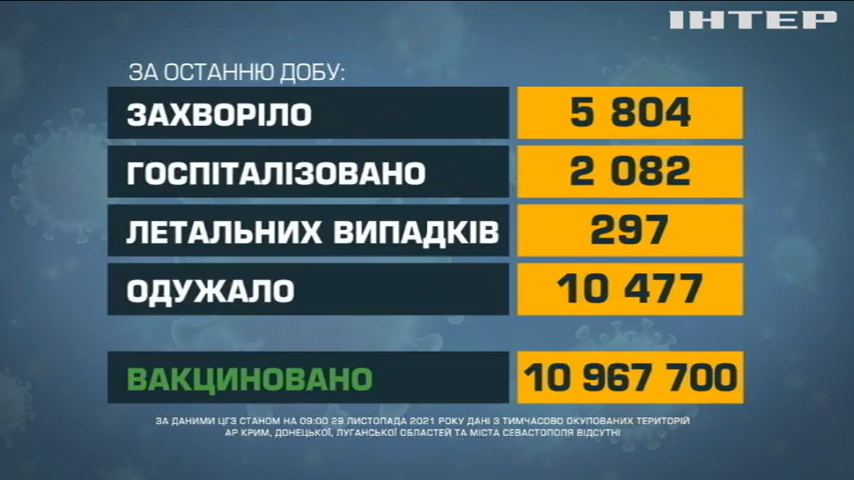 ІНТЕР
ЗА ОСТАННЮ ДОБУ:
ЗАХВОРІЛО 5 804
ГОСПІТАЛІЗОВАНО 2 082
ЛЕТАЛЬНИХ ВИПАДКІВ 297
ОДУЖАЛО 10 477
ВАКЦИНОВАНО 10 967 700
ЗА ДАНИМИ ЦГЗ СТАНОМ НА 09:00 29 ЛИСТОПАДА 2021 РОКУ ДАНІ З ТИМЧАСОВО ОКУПОВАНИХ ТЕРИТОРІЙ
АР КРИМ, ДОНЕЦЬКОЇ, ЛУГАНСЬКОЇ ОБЛАСТЕЙ ТА МІСТА СЕВАСТОПОЛЯ ВІДСУТНІ